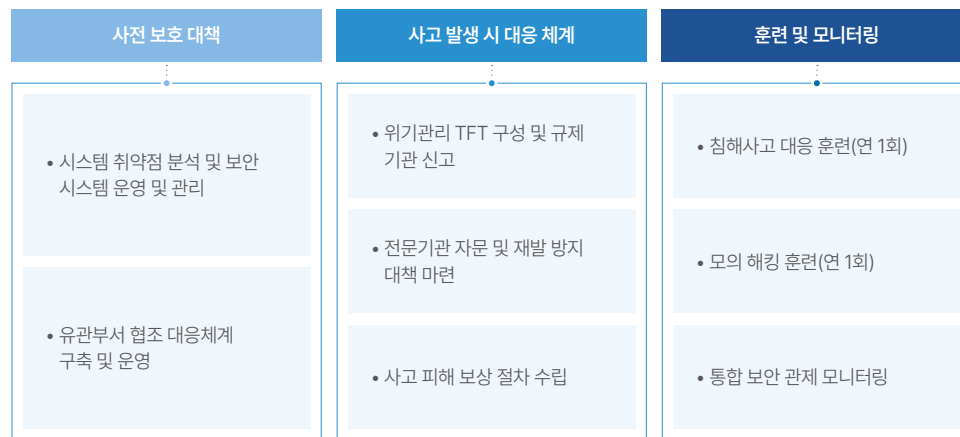 사전 보호 대책
• 시스템 취약점 분석 및 보안
시스템 운영 및 관리
• 유관부서 협조 대응체계
구축 및 운영
사고 발생 시 대응 체계
• 위기관리 TFT 구성 및 규제
기관 신고
• 전문기관 자문 및 재발 방지
대책 마련
• 사고 피해 보상 절차 수립
훈련 및 모니터링
• 침해사고 대응 훈련(연 1회)
• 모의 해킹 훈련(연 1회)
• 통합 보안 관제 모니터링